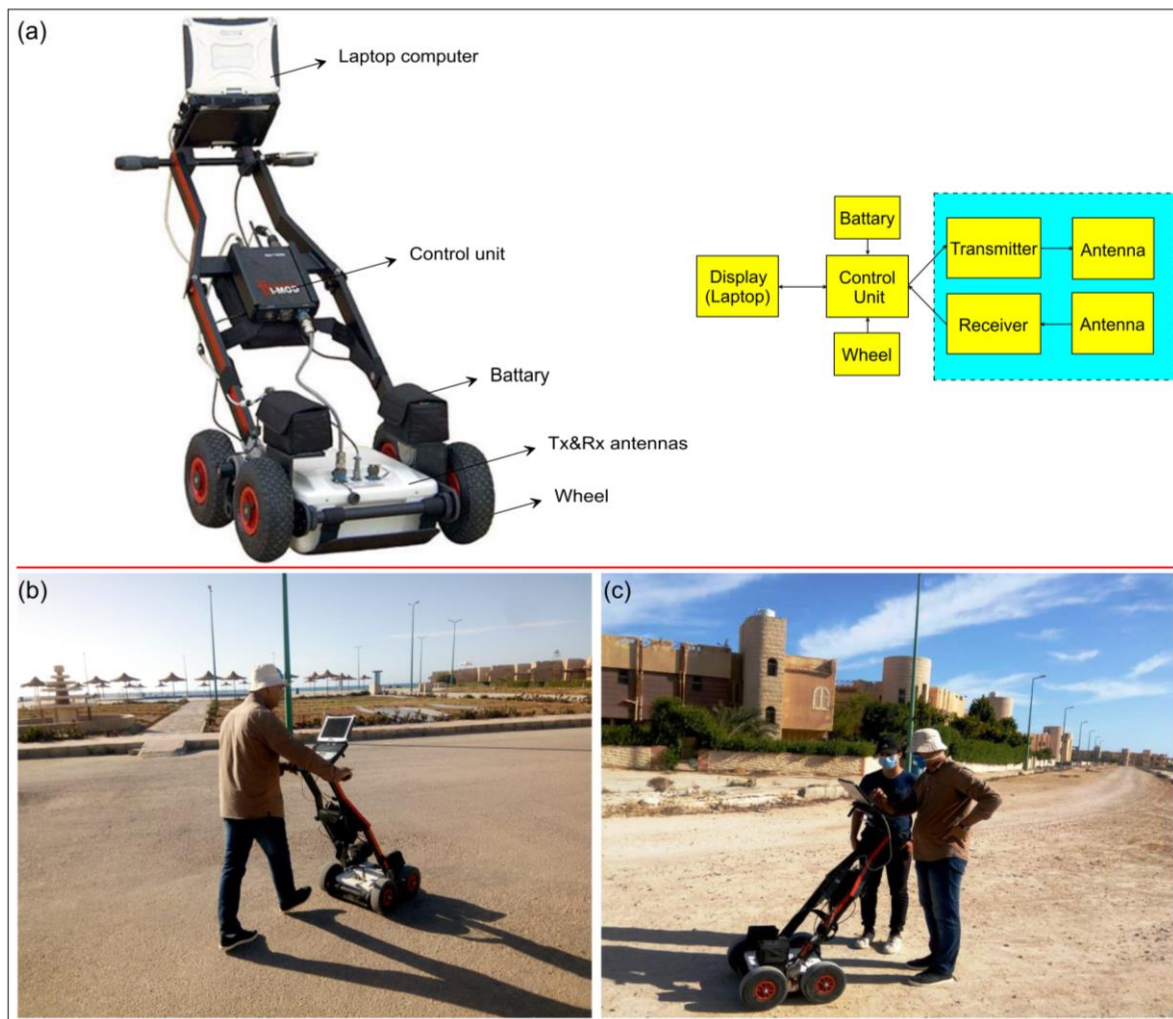 (a)
Laptop computer
Control unit
Battary
Tx&Rx antennas
Wheel
Battary
Display
(Laptop)
Control
Unit
Wheel
Transmitter
Antenna
Receiver
Antenna
(b)
(c)